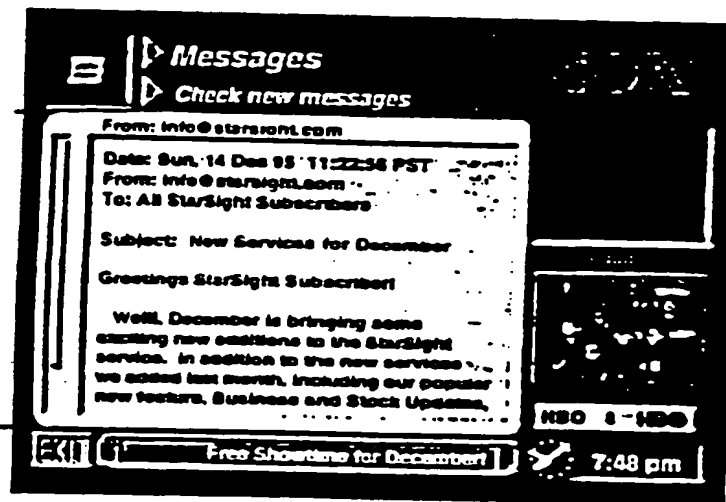 Messages
Check new messages
From: info@starsight.com
Date: Sun, 14 Dec 95 11:22:56 PST
From: info@starsight.com
To: All StarSight Subscribers
Subject: New Services for December
Greetings StarSight Subscriber!
Well, December is bringing some
exciting new additions to the StarSight
service. In addition to the new services
we added last month, including our popular
new feature, Business and Stock Updates,
HBO 8 - HBO
EXIT Free Showtime for December! 7:48 pm